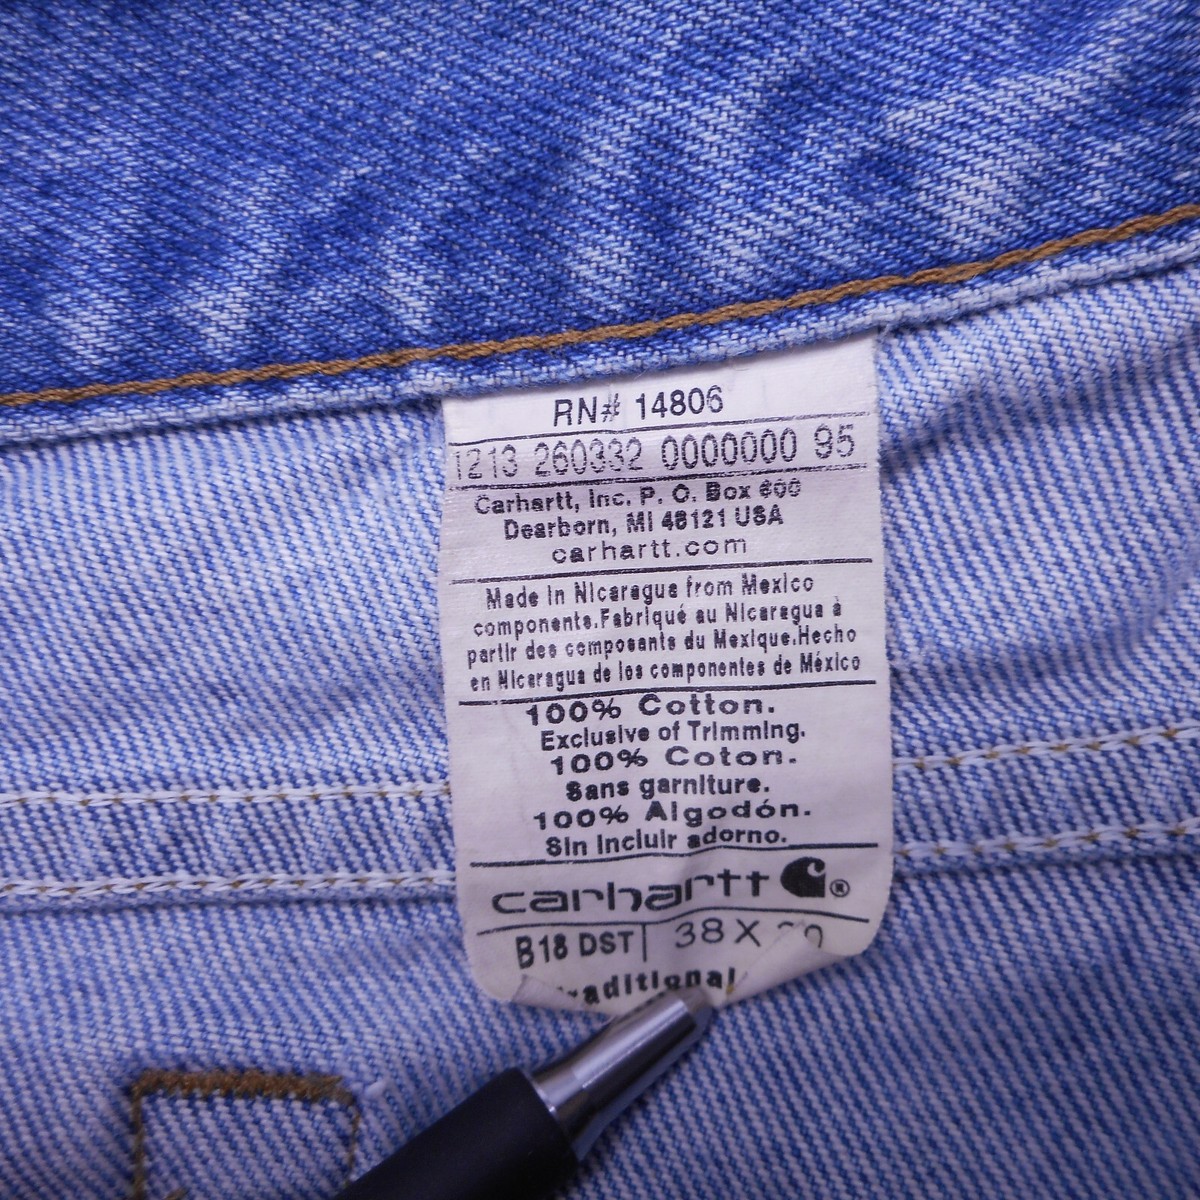 RN# 14806
1213 260332 0000000 95
Carhartt, Inc. P. O. Box 600
Dearborn, MI 48121 USA
carhartt.com
Made in Nicaragua from Mexico
components.Fabriqué au Nicaragua à
partir des composants du Mexique.Hecho
en Nicaragua de los componentes de México
100% Cotton.
Exclusive of Trimming.
100% Coton.
Sans garniture.
100% Algodón.
Sin incluir adorno.
carhartt ®
B18 DST 38 X